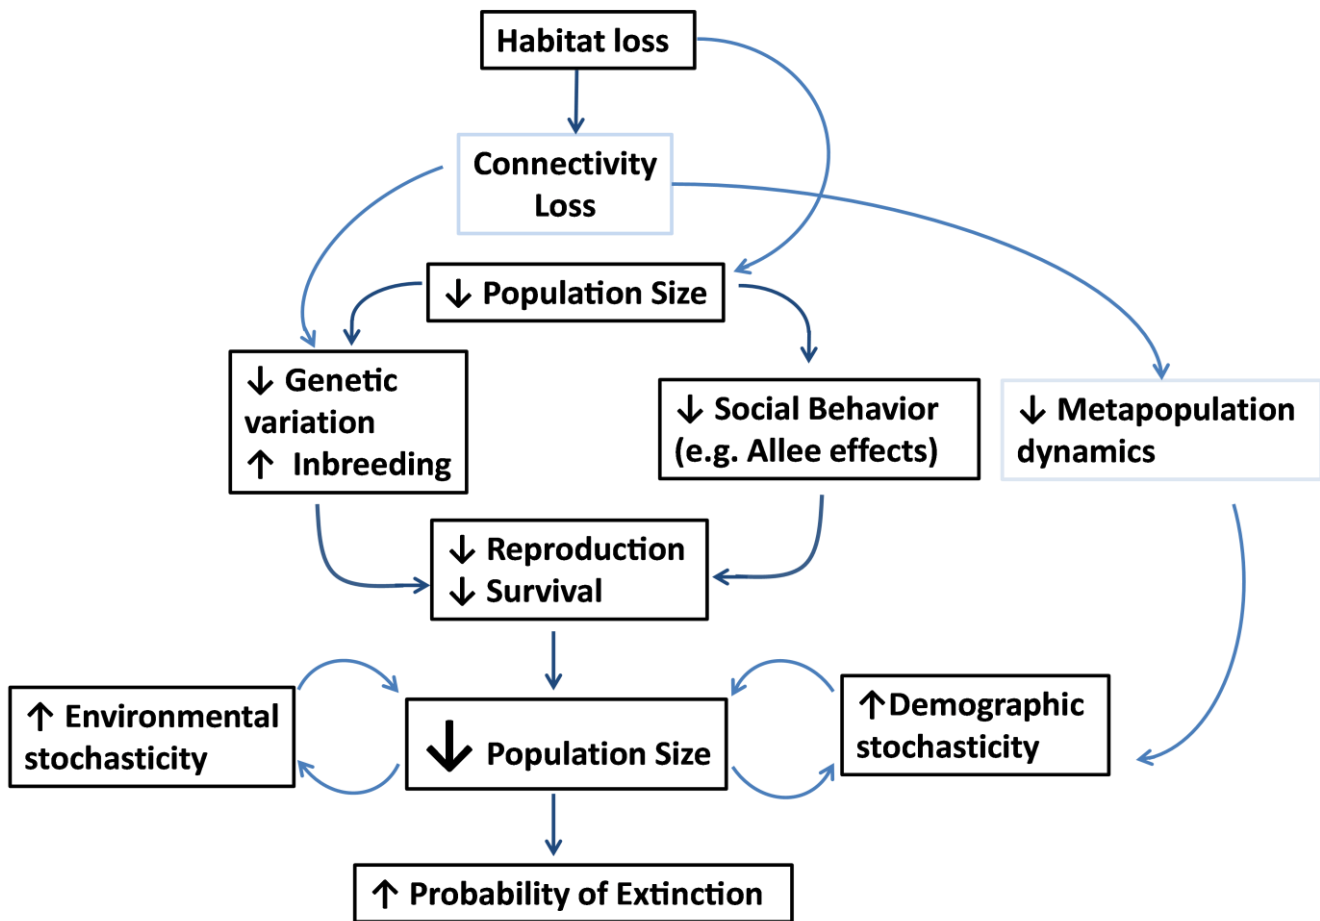 Habitat loss
Connectivity
Loss
↓ Population Size
↓ Genetic
variation
↑ Inbreeding
↓ Social Behavior
(e.g. Allee effects)
↓ Metapopulation
dynamics
↓ Reproduction
↓ Survival
↑ Environmental
stochasticity
↓ Population Size
↑Demographic
stochasticity
↑ Probability of Extinction